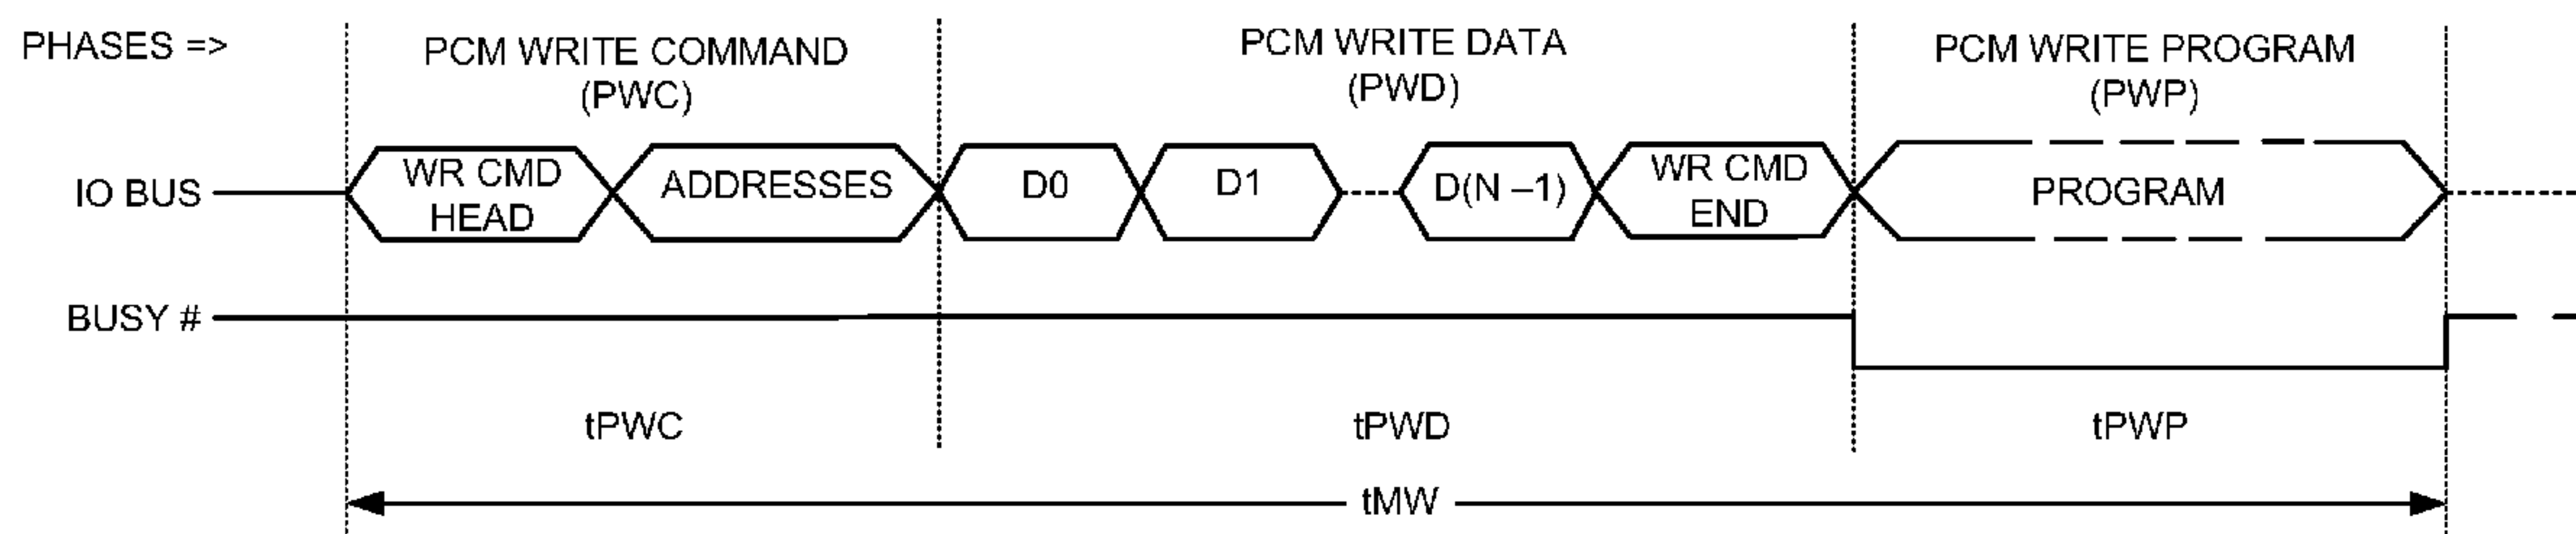 PHASES =>
PCM WRITE COMMAND
(PWC)
PCM WRITE DATA
(PWD)
PCM WRITE PROGRAM
(PWP)
IO BUS
WR CMD
HEAD
ADDRESSES
D0
D1
D(N –1)
WR CMD
END
PROGRAM
BUSY #
tPWC
tPWD
tPWP
tMW